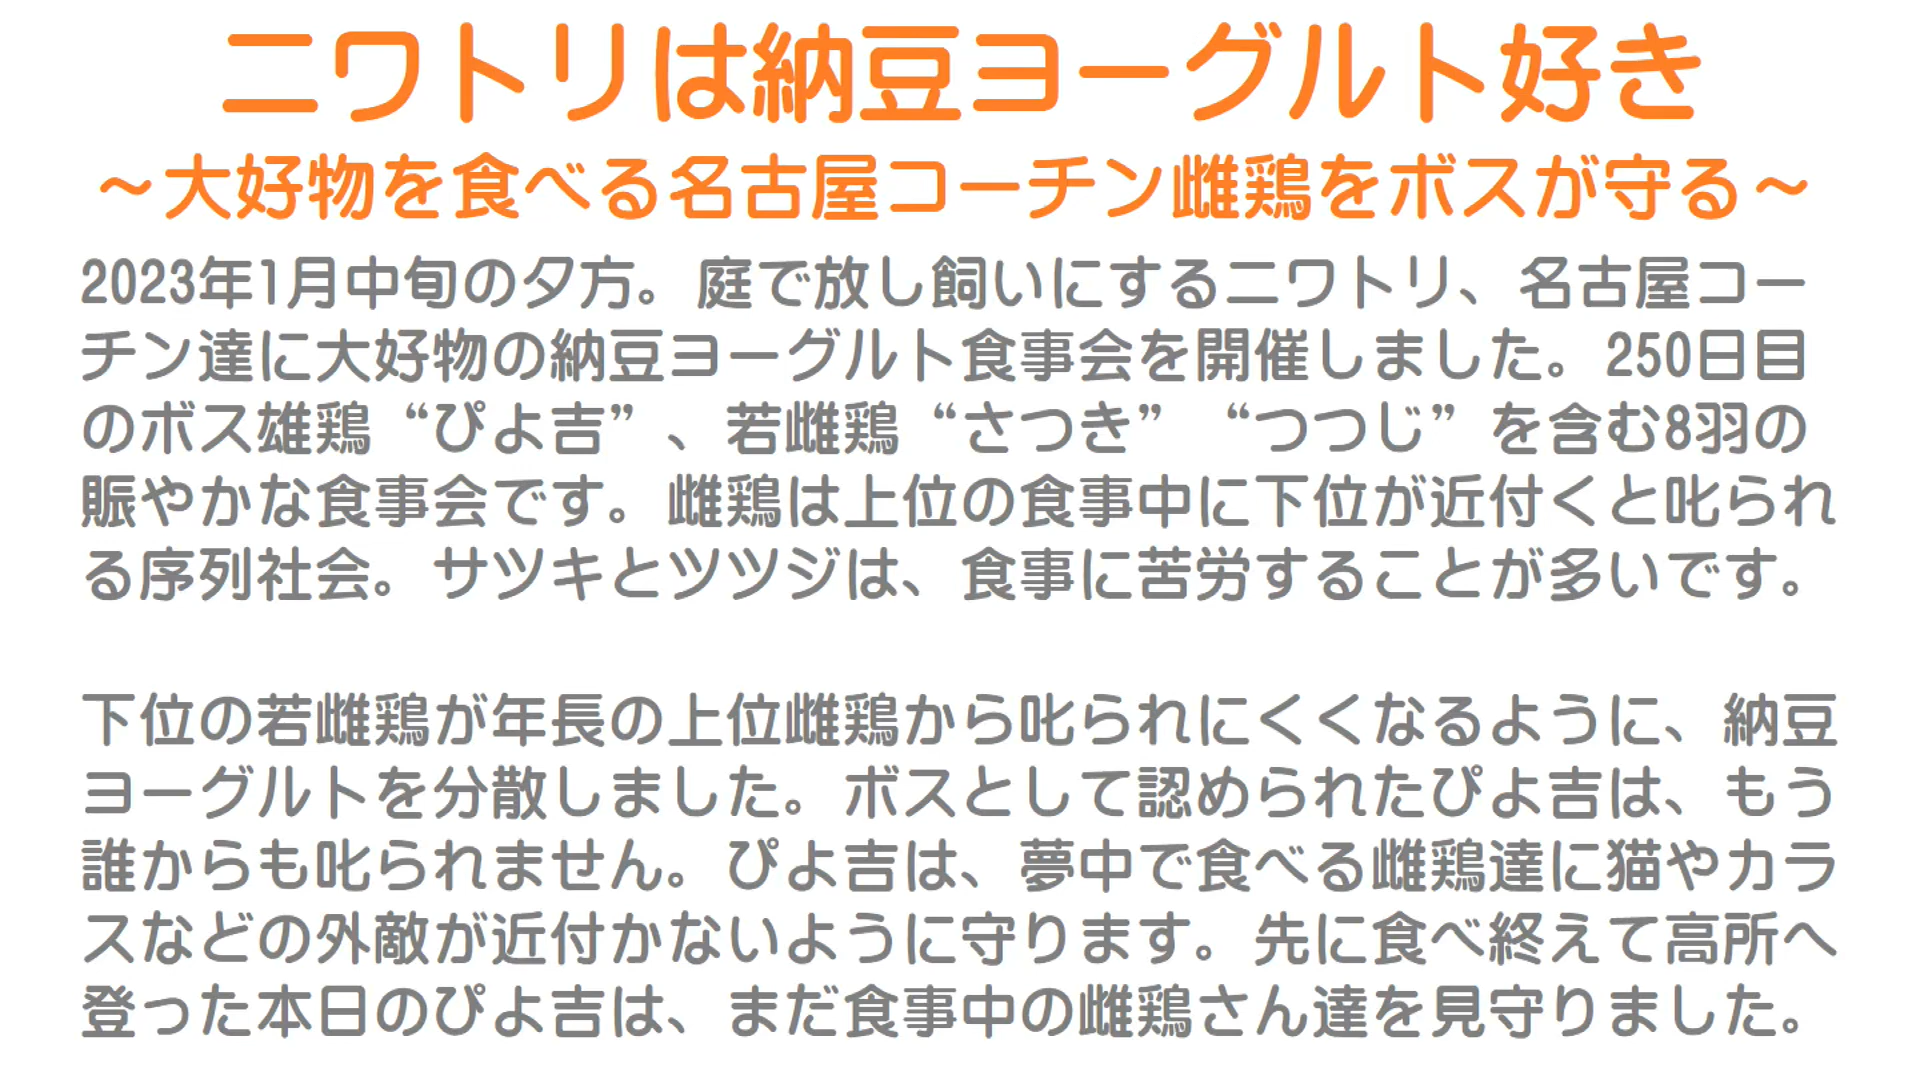 ニワトリは納豆ヨーグルト好き
～大好物を食べる名古屋コーチン雌鶏をボスが守る～
2023年1月中旬の夕方。庭で放し飼いにするニワトリ、名古屋コー
チン達に大好物の納豆ヨーグルト食事会を開催しました。250日目
のボス雄鶏“ぴよ吉”、若雌鶏“さつき”“つつじ”を含む8羽の
賑やかな食事会です。雌鶏は上位の食事中に下位が近付くと叱られ
る序列社会。サツキとツツジは、食事に苦労することが多いです。
下位の若雌鶏が年長の上位雌鶏から叱られにくくなるように、納豆
ヨーグルトを分散しました。ボスとして認められたぴよ吉は、もう
誰からも叱られません。ぴよ吉は、夢中で食べる雌鶏達に猫やカラ
スなどの外敵が近付かないように守ります。先に食べ終えて高所へ
登った本日のぴよ吉は、まだ食事中の雌鶏さん達を見守りました。